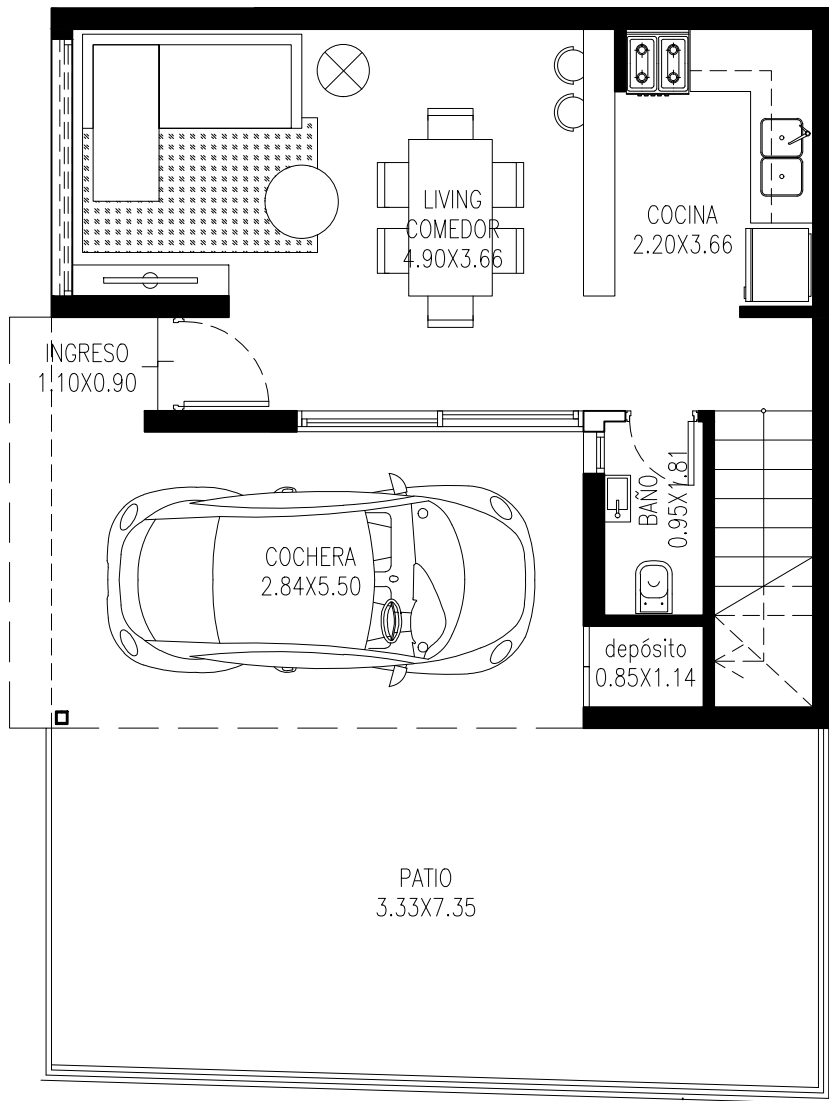 LIVING
COMEDOR
4.90X3.66
COCINA
2.20X3.66
INGRESO
1.10X0.90
BAÑO
0.95X1.81
COCHERA
2.84X5.50
depósito
0.85X1.14
PATIO
3.33X7.35